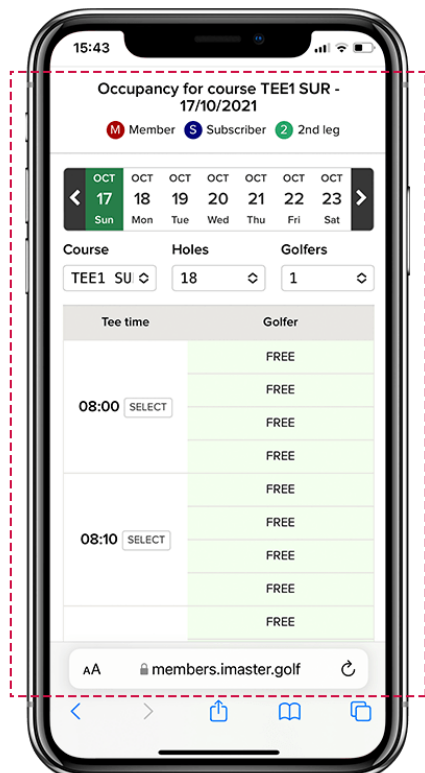 15:43
Occupancy for course TEE1 SUR -
17/10/2021
M Member S Subscriber 2 2nd leg
OCT OCT OCT OCT OCT OCT OCT
17 18 19 20 21 22 23
Sun Mon Tue Wed Thu Fri Sat
Course Holes Golfers
TEE1 SU 18 1
Tee time Golfer
FREE
FREE
08:00 SELECT
FREE
FREE
FREE
FREE
08:10 SELECT
FREE
FREE
FREE
AA members.imaster.golf